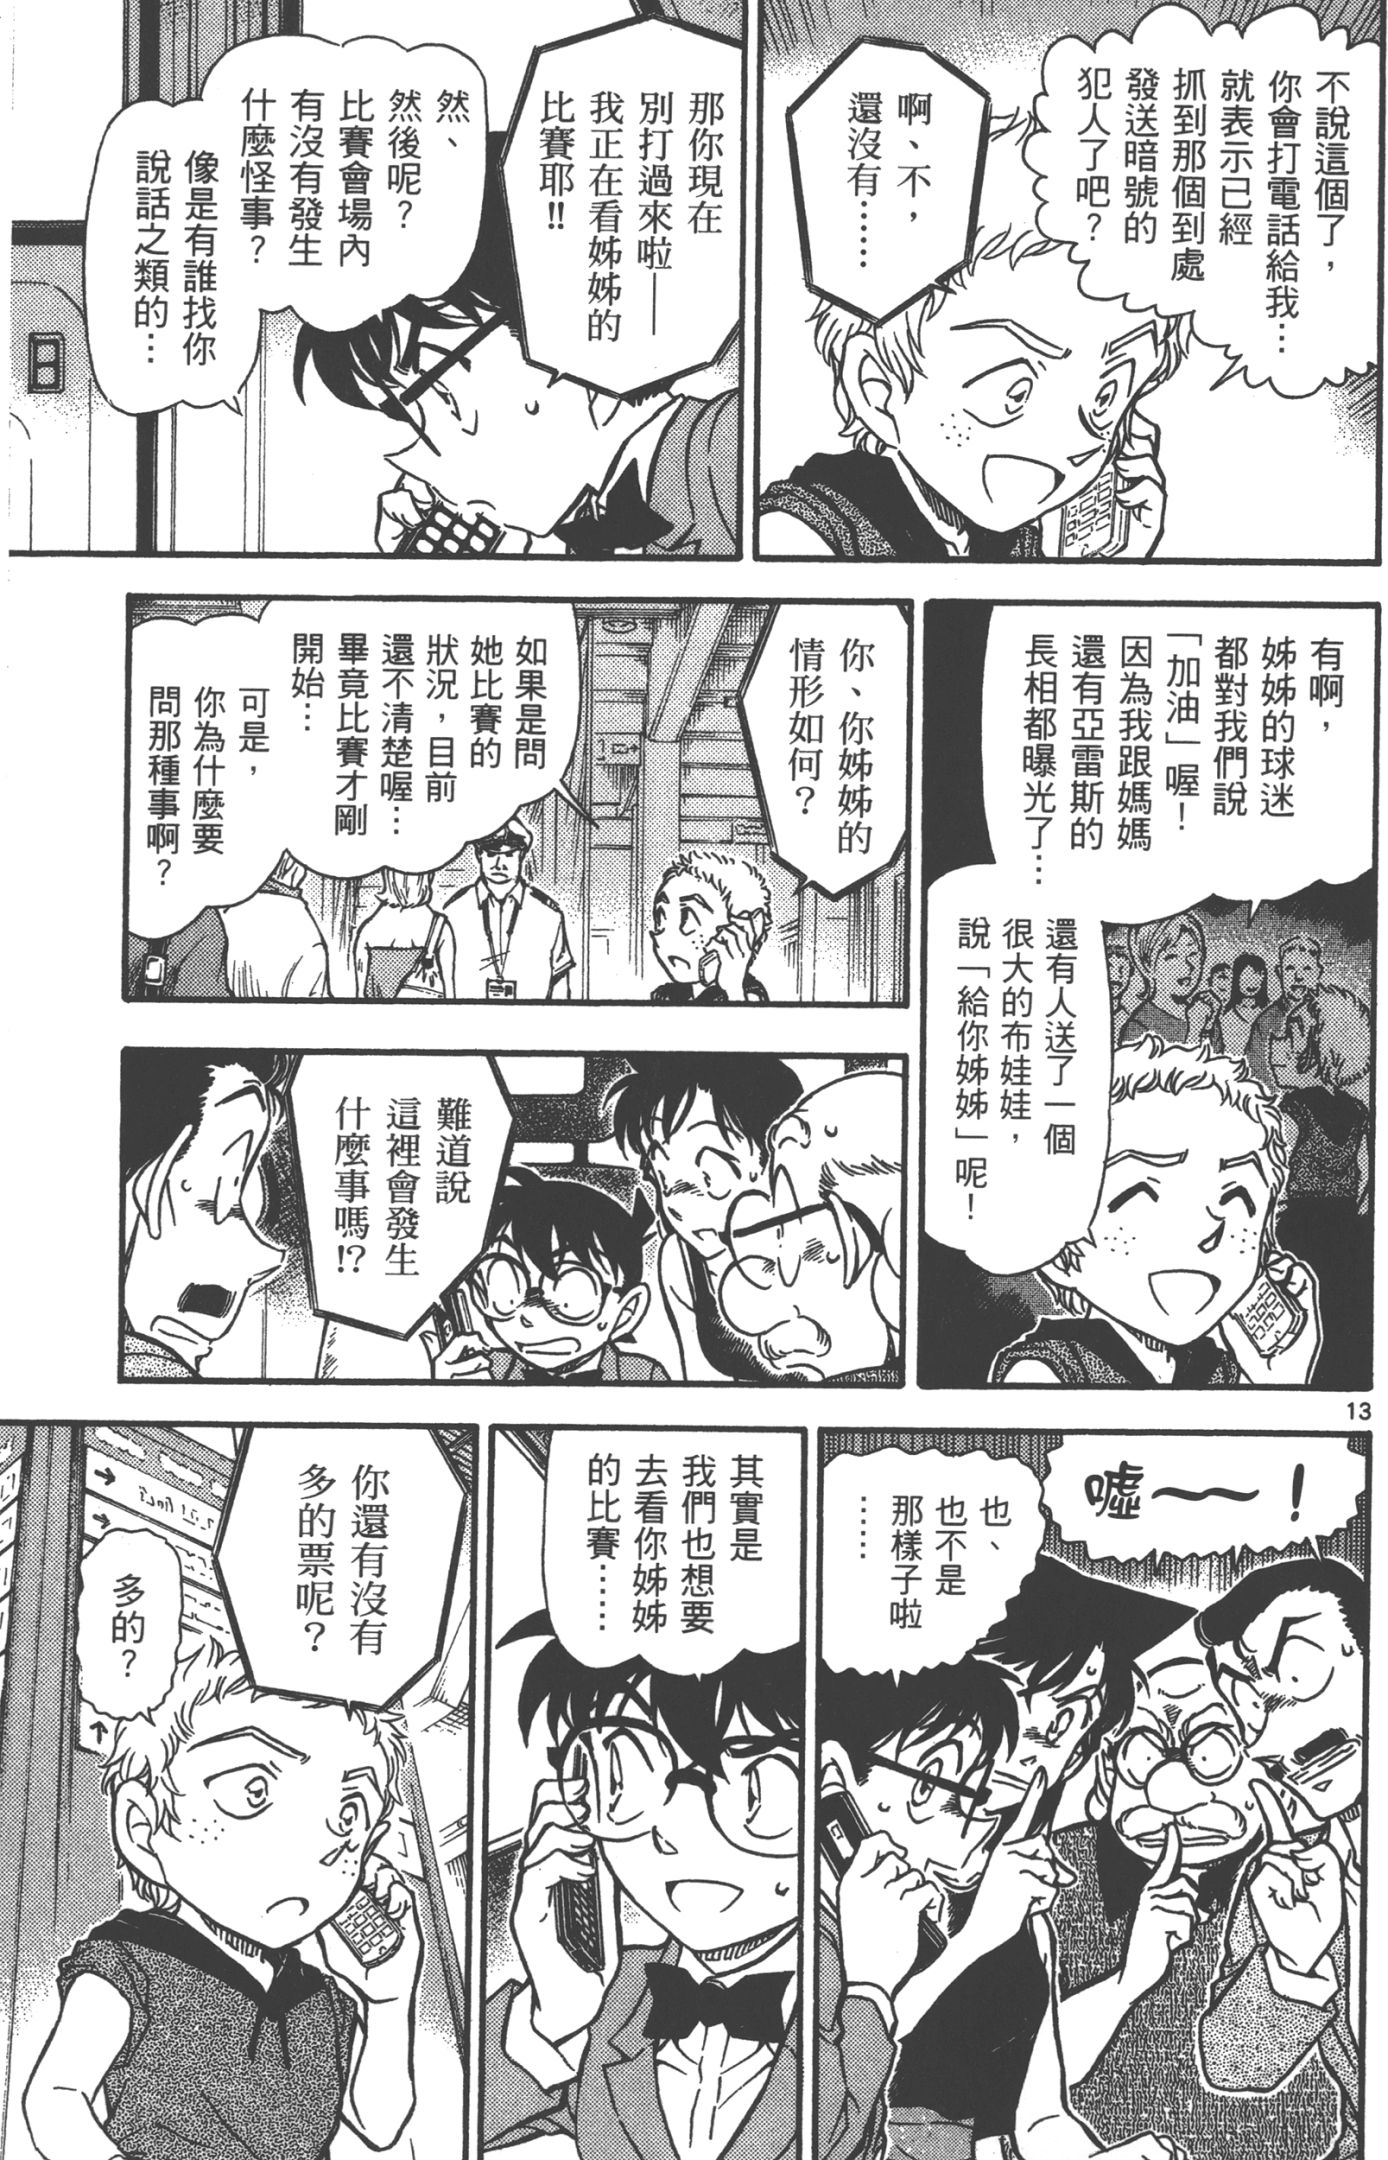 不說這個了，
你會打電話給我…
就表示已經
抓到那個到處
發送暗號的
犯人了吧？
啊、不，
還沒有……
那你現在
別打過來啦——
我正在看姊姊的
比賽耶!!
然、
然後呢？
比賽會場內
有沒有發生
什麼怪事？
像是有誰找你
說話之類的…
有啊，
姊姊的球迷
都對我們說
「加油」喔！
因為我跟媽媽
還有亞雷斯的
長相都曝光了…
還有人送了一個
很大的布娃娃，
說「給你姊姊」呢！
你、你姊姊的
情形如何？
如果是問
她比賽的
狀況，目前
還不清楚喔…
畢竟比賽才剛
開始…
可是，
你為什麼要
問那種事啊？
難道說
這裡會發生
什麼事嗎!?
13
噓～～！
也、
也不是
那樣子啦
……
其實是
我們也想要
去看你姊姊
的比賽……
你還有沒有
多的票呢？
多的？